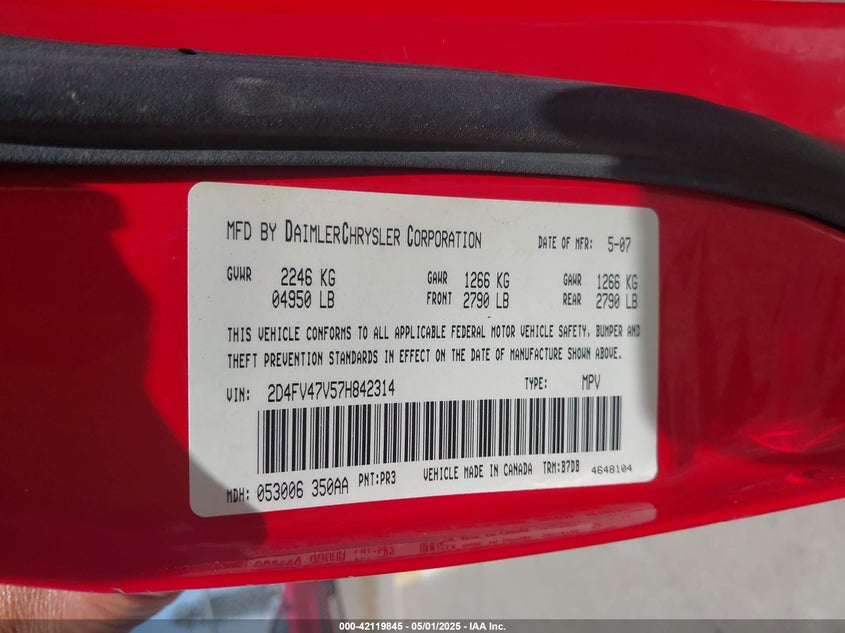 MFD BY DAIMLERCHRYSLER CORPORATION DATE OF MFR: 5-07
GVWR 2246 KG GAWR 1266 KG GAWR 1266 KG
04950 LB FRONT 2790 LB REAR 2790 LB
THIS VEHICLE CONFORMS TO ALL APPLICABLE FEDERAL MOTOR VEHICLE SAFETY, BUMPER AND
THEFT PREVENTION STANDARDS IN EFFECT ON THE DATE OF MANUFACTURE SHOWN ABOVE.
VIN: 2D4FV47V57H842314 TYPE: MPV
MDH: 053006 350AA PNT:PR3 VEHICLE MADE IN CANADA TRM:B7DB 4648104
000-42119845 - 05/01/2025 - IAA Inc.